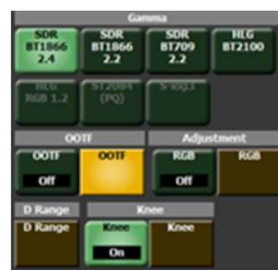 Gamma
SDR BT1866 2.4
SDR BT1866 2.2
SDR BT709 2.2
HLG BT2100
HLG RGB 1.2
ST2084 (PQ)
S-log3
OOTF
Adjustment
OOTF Off
OOTF
RGB Off
RGB
D Range
Knee
D Range
Knee On
Knee